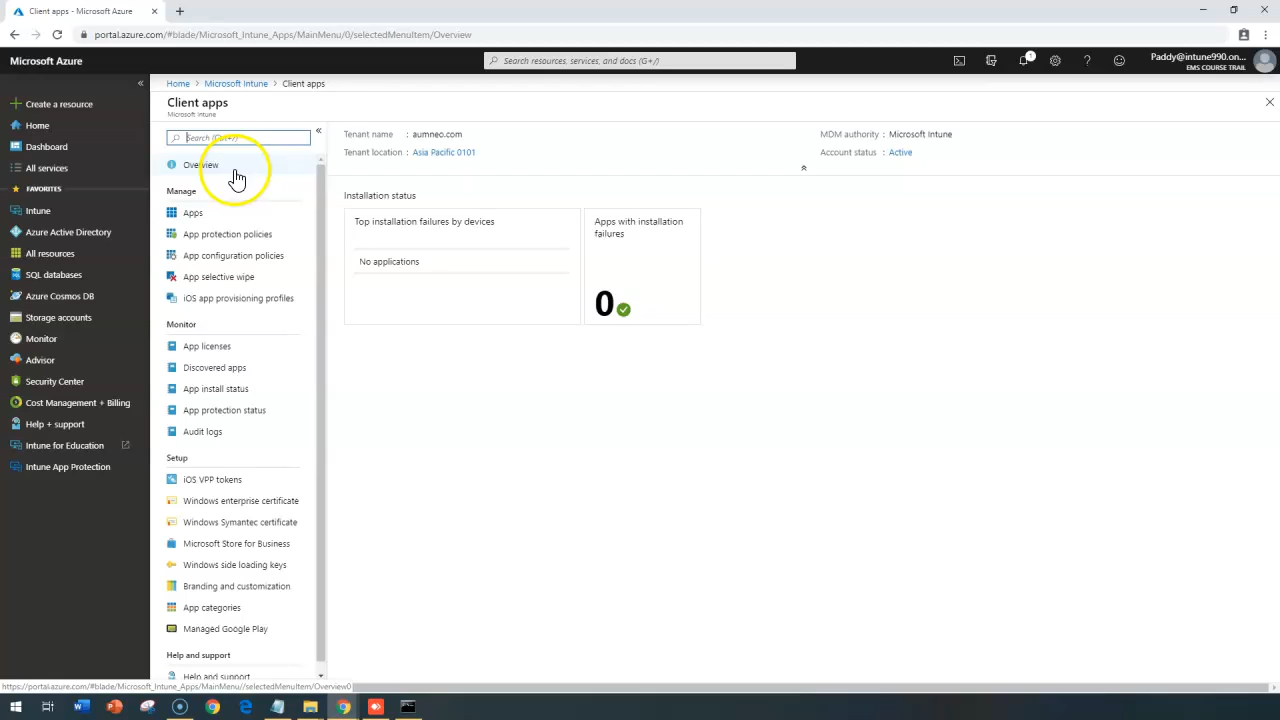 Client apps - Microsoft Azure
portal.azure.com/#blade/Microsoft_Intune_Apps/MainMenu/0/selectedMenuItem/Overview
Microsoft Azure
Search resources, services, and docs (G+/)
1
Paddy@intune990.on...
EMS COURSE TRAIL
Create a resource
Home
Dashboard
All services
FAVORITES
Intune
Azure Active Directory
All resources
SQL databases
Azure Cosmos DB
Storage accounts
Monitor
Advisor
Security Center
Cost Management + Billing
Help + support
Intune for Education
Intune App Protection
Home > Microsoft Intune > Client apps
Client apps
Microsoft Intune
Search (Ctrl+/)
Overview
Manage
Apps
App protection policies
App configuration policies
App selective wipe
iOS app provisioning profiles
Monitor
App licenses
Discovered apps
App install status
App protection status
Audit logs
Setup
iOS VPP tokens
Windows enterprise certificate
Windows Symantec certificate
Microsoft Store for Business
Windows side loading keys
Branding and customization
App categories
Managed Google Play
Help and support
Help and support
Tenant name : aumneo.com
Tenant location : Asia Pacific 0101
MDM authority : Microsoft Intune
Account status : Active
Installation status
Top installation failures by devices
No applications
Apps with installation
failures
0
https://portal.azure.com/#blade/Microsoft_Intune_Apps/MainMenu//selectedMenuItem/Overview0